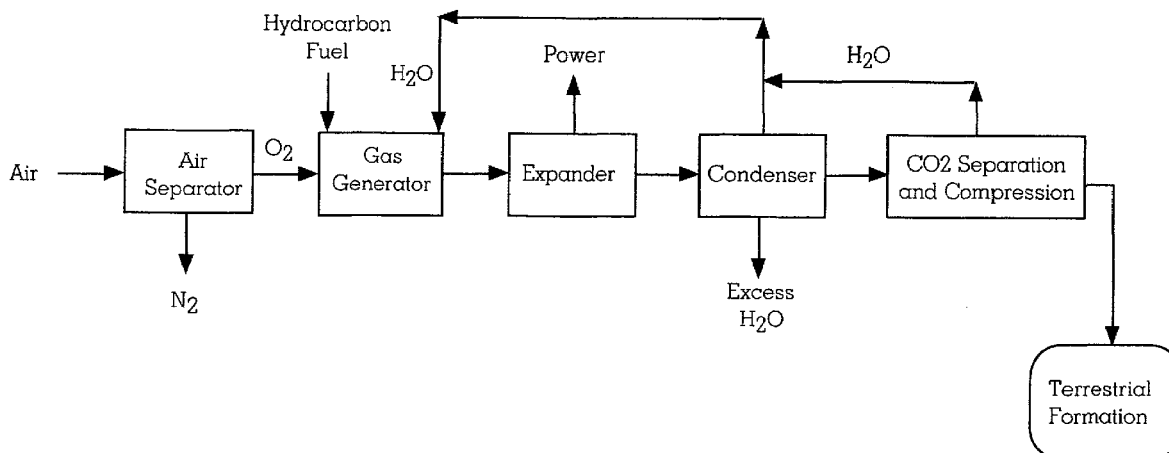 Hydrocarbon
Fuel
H₂O
Power
H₂O
Air
Air
Separator
O₂
Gas
Generator
Expander
Condenser
CO2 Separation
and Compression
N₂
Excess
H₂O
Terrestrial
Formation